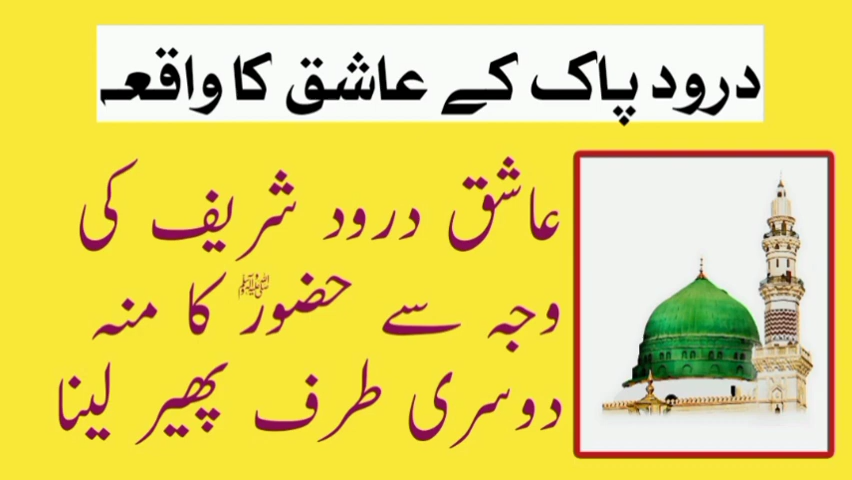 درود پاک کے عاشق کا واقعہ
عاشق درود شریف کی
وجہ سے حضورﷺ کا منہ
دوسری طرف پھیر لینا